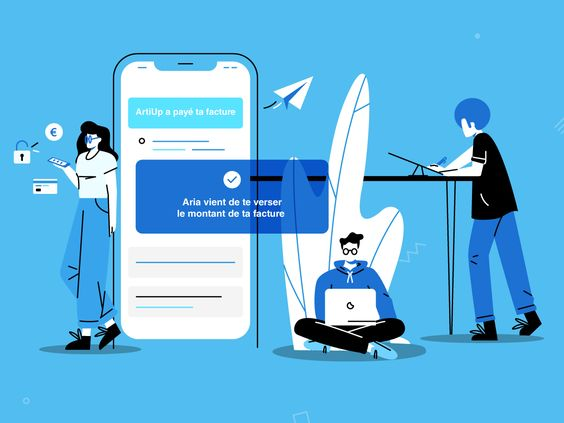 ArtiUp a payé ta facture
€
Aria vient de te verser
le montant de ta facture